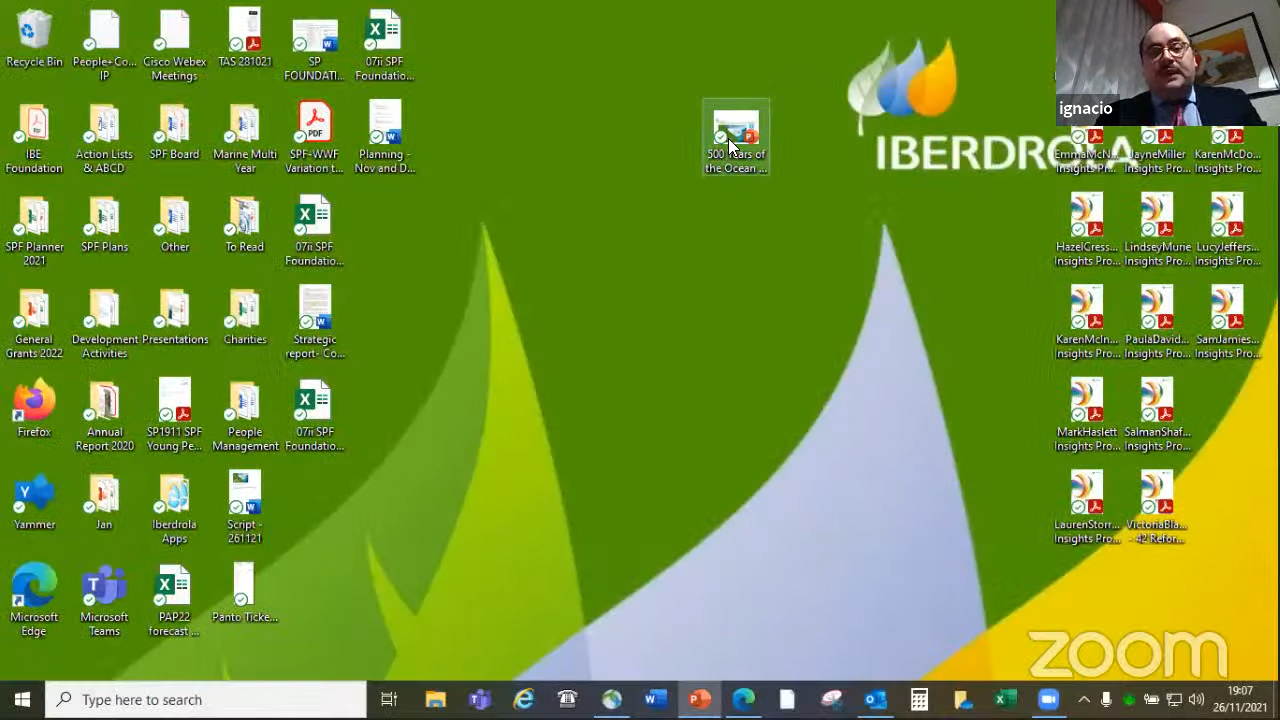 Recycle Bin
People+Co...
IP
Cisco Webex
Meetings
TAS 281021
SP
FOUNDATI...
07ii SPF
Foundatio...
ignacio
IBERDROLA
IBE
Foundation
Action Lists
& ABCD
SPF Board
Marine Multi
Year
PDF
SPF-WWF
Variation t...
Planning -
Nov and D...
500 Years of
the Ocean ...
EmmaMcN...
Insights Pr...
JayneMiller
Insights Pro...
KarenMcDo...
Insights Pro...
SPF Planner
2021
SPF Plans
Other
To Read
07ii SPF
Foundatio...
HazelCress...
Insights Pro...
LindseyMune
Insights Pro...
LucyJeffers...
Insights Pro...
General
Grants 2022
Development
Activities
Presentations
Charities
Strategic
report- Co...
KarenMcIn...
Insights Pro...
PaulaDavid...
Insights Pro...
SamJamies...
Insights Pro...
Firefox
Annual
Report 2020
SP1911 SPF
Young Pe...
People
Management
07ii SPF
Foundatio...
MarkHaslett
Insights Pro...
SalmanShaf...
Insights Pro...
Yammer
Jan
Iberdrola
Apps
Script -
261121
LaurenStorr...
Insights Pro...
VictoriaBla...
- 42 Refor...
Microsoft
Edge
Microsoft
Teams
PAP22
forecast ...
Panto Ticke...
zoom
Type here to search
19:07
26/11/2021